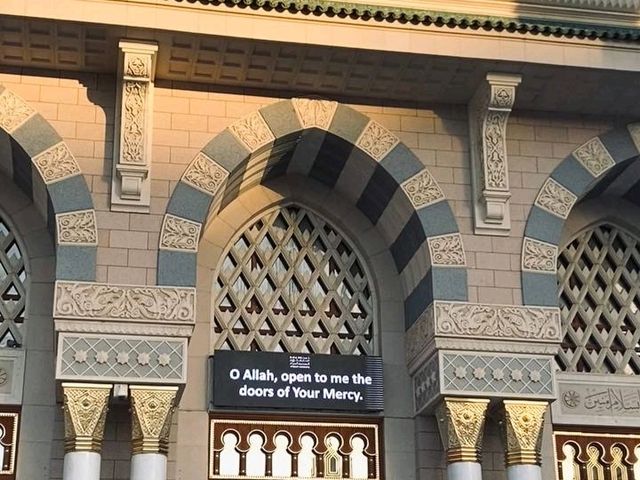 O Allah, open to me the
doors of Your Mercy.